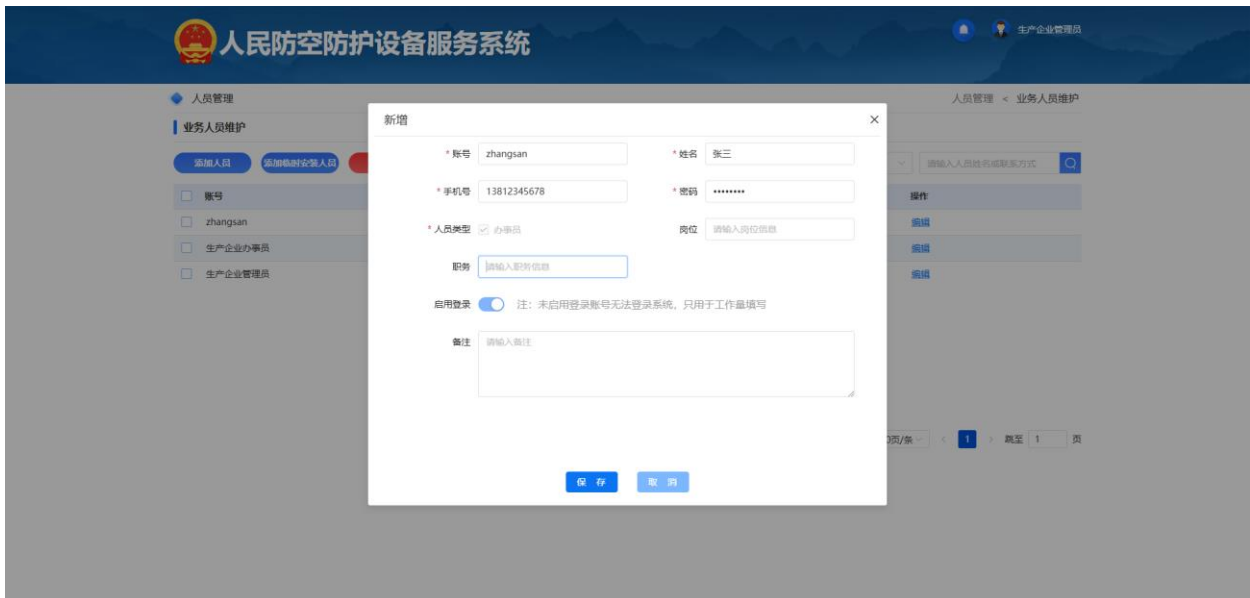 人民防空防护设备服务系统
生产企业管理员
人员管理
人员管理 < 业务人员维护
业务人员维护
新增
添加人员
添加临时安装人员
请输入人员姓名或联系方式
* 账号 zhangsan
* 姓名 张三
账号
操作
* 手机号 13812345678
* 密码 ••••••••
zhangsan
编辑
* 人员类型 办事员
岗位 请输入岗位信息
生产企业办事员
编辑
职务 请输入职务信息
生产企业管理员
编辑
启用登录 注：未启用登录账号无法登录系统，只用于工作量填写
备注 请输入备注
0页/条
1
跳至 1 页
保 存
取 消